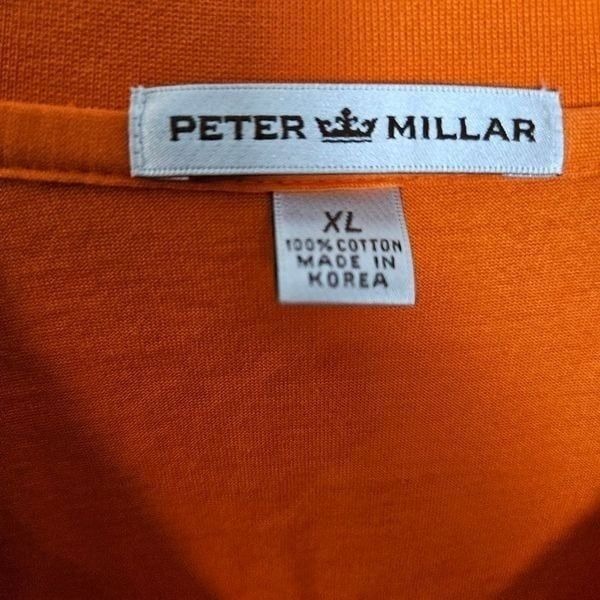 PETER MILLAR
XL
100% COTTON
MADE IN
KOREA